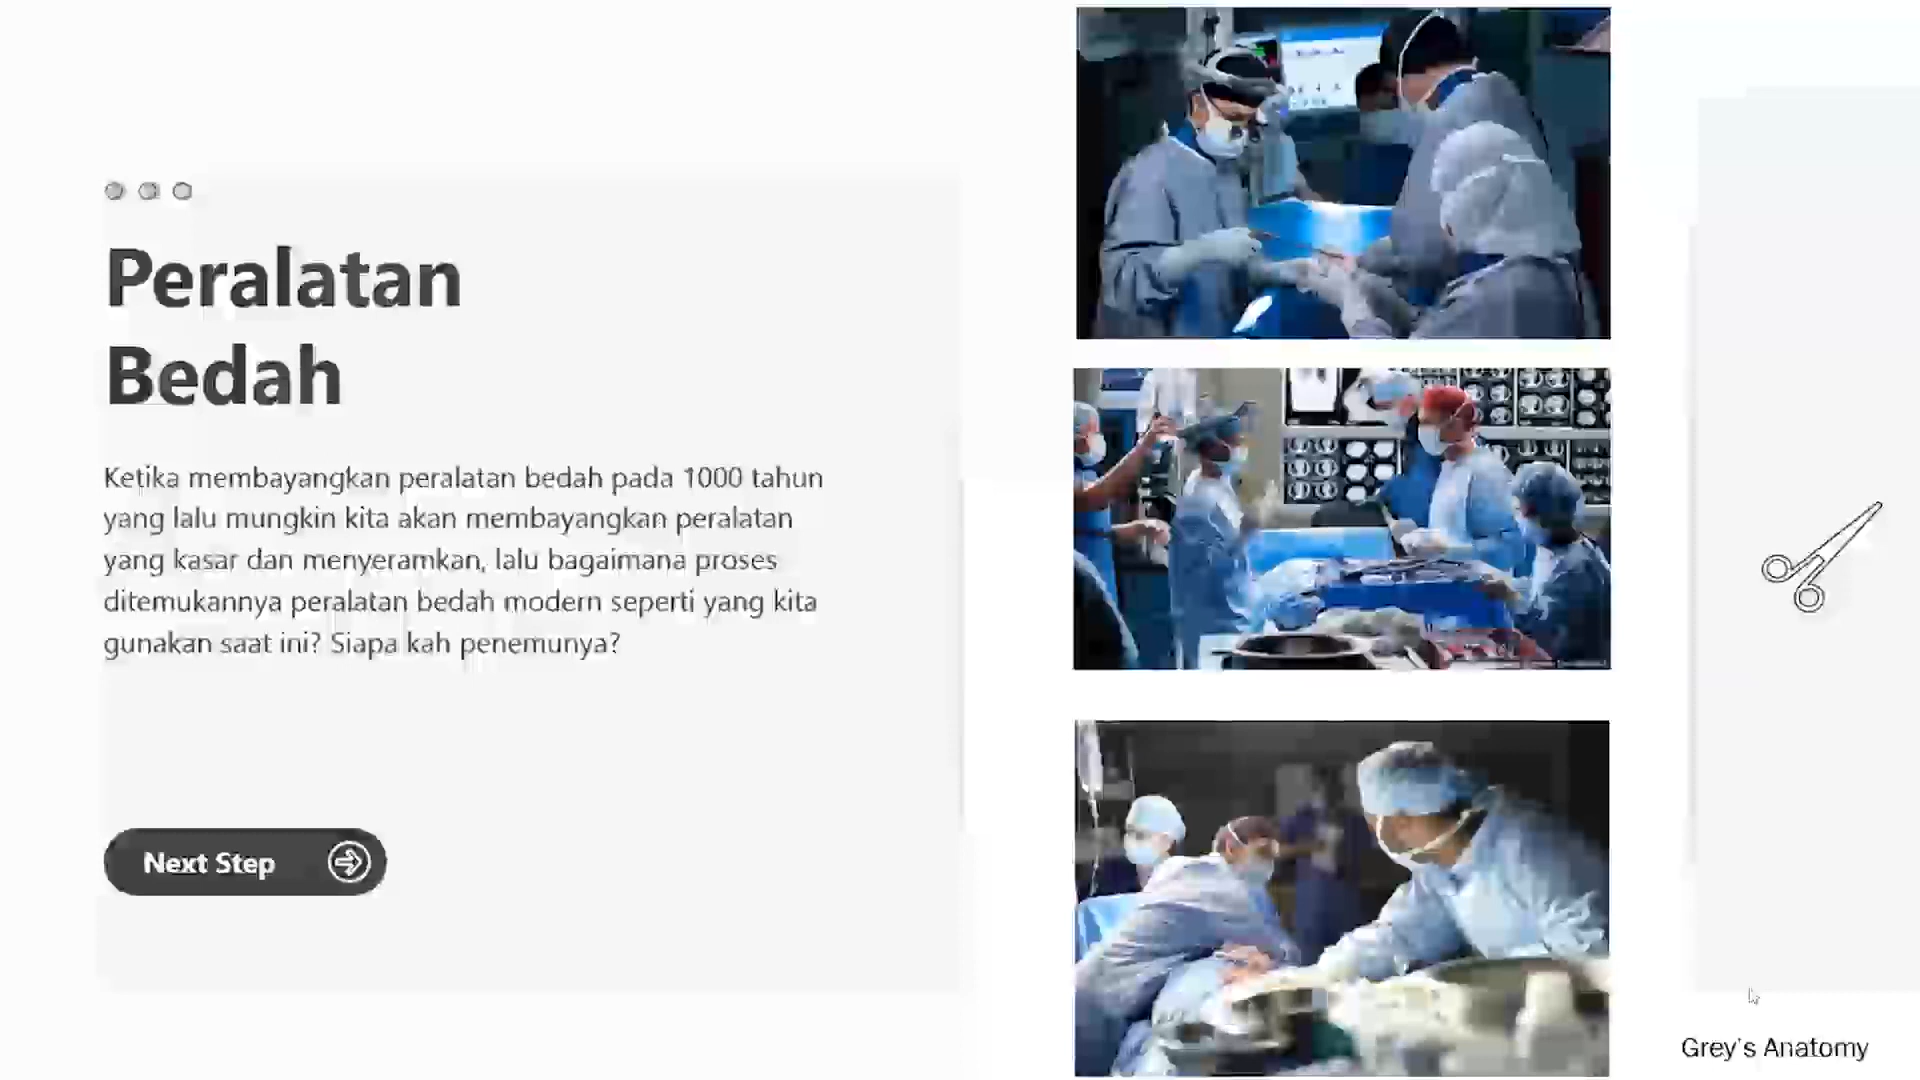 Peralatan
Bedah
Ketika membayangkan peralatan bedah pada 1000 tahun
yang lalu mungkin kita akan membayangkan peralatan
yang kasar dan menyeramkan, lalu bagaimana proses
ditemukannya peralatan bedah modern seperti yang kita
gunakan saat ini? Siapa kah penemunya?
Next Step
Grey's Anatomy